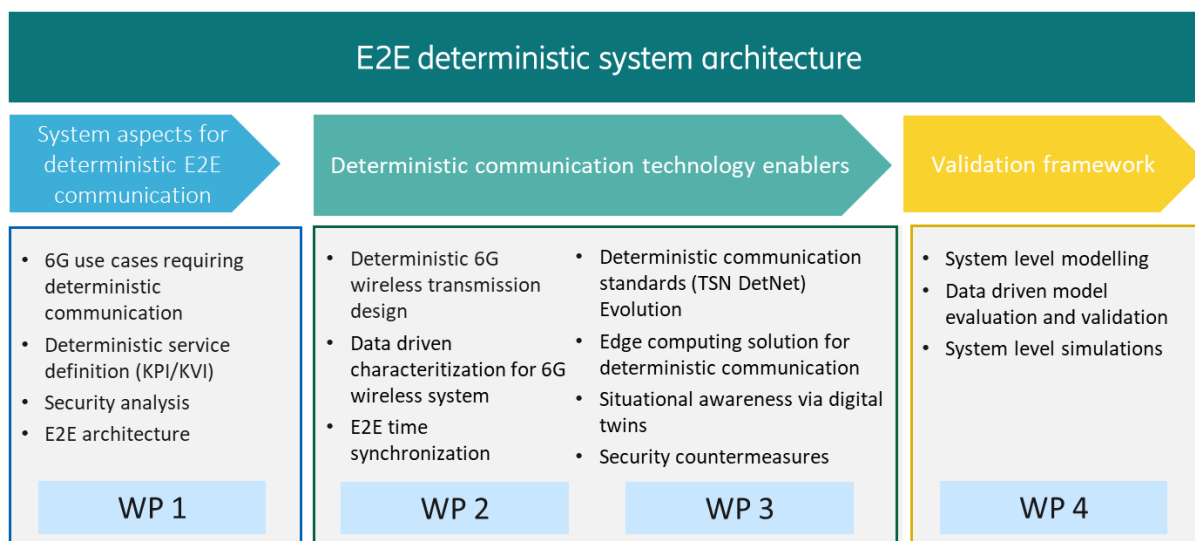 E2E deterministic system architecture
System aspects for
deterministic E2E
communication
Deterministic communication technology enablers
Validation framework
• 6G use cases requiring
deterministic
communication
• Deterministic service
definition (KPI/KVI)
• Security analysis
• E2E architecture
WP 1
• Deterministic 6G
wireless transmission
design
• Data driven
characteritization for 6G
wireless system
• E2E time
synchronization
WP 2
• Deterministic communication
standards (TSN DetNet)
Evolution
• Edge computing solution for
deterministic communication
• Situational awareness via digital
twins
• Security countermeasures
WP 3
• System level modelling
• Data driven model
evaluation and validation
• System level simulations
WP 4